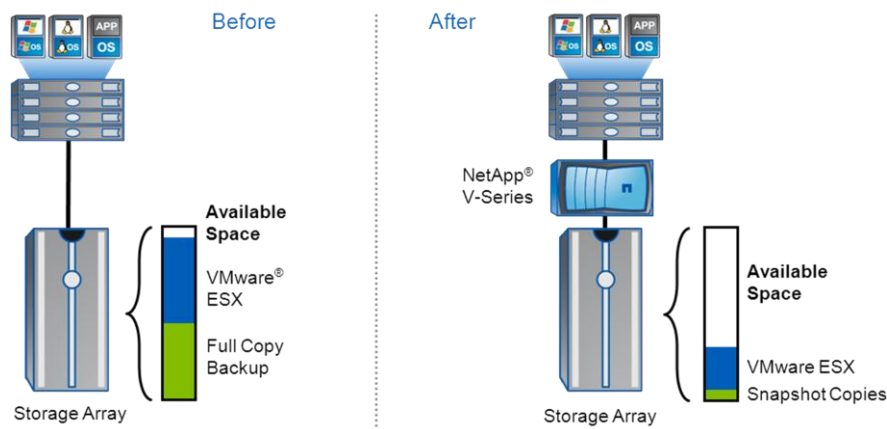 Before
APP
OS
OS
OS
Available
Space
VMware®
ESX
Full Copy
Backup
Storage Array
After
APP
OS
OS
OS
NetApp®
V-Series
Available
Space
VMware ESX
Snapshot Copies
Storage Array